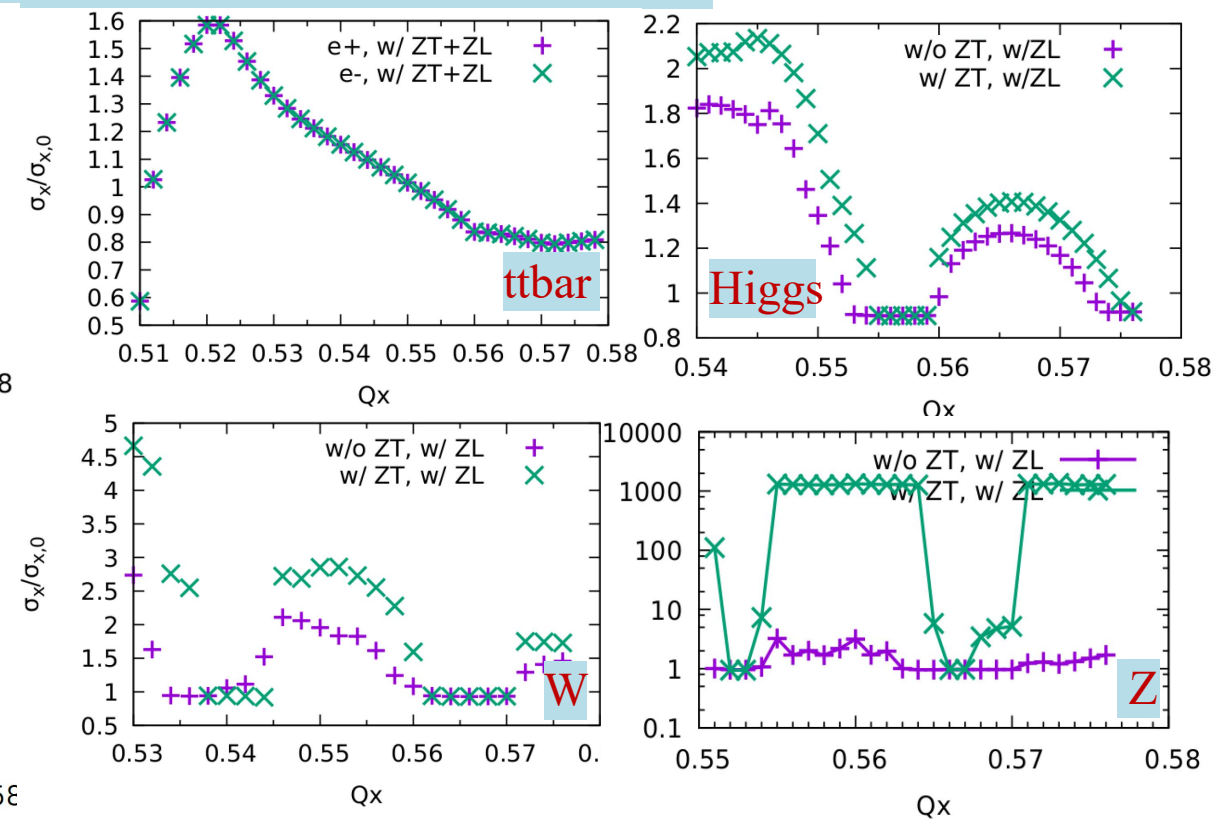 1.6
1.5
1.4
1.3
1.2
1.1
1
0.9
0.8
0.7
0.6
0.5
σx/σx,0
e+, w/ ZT+ZL
e-, w/ ZT+ZL
ttbar
0.51 0.52 0.53 0.54 0.55 0.56 0.57 0.58
Qx
2.2
2
1.8
1.6
1.4
1.2
1
0.8
w/o ZT, w/ZL
w/ ZT, w/ZL
Higgs
0.54 0.55 0.56 0.57 0.58
Qx
8
5
4.5
4
3.5
3
2.5
2
1.5
1
0.5
σx/σx,0
w/o ZT, w/ ZL
w/ ZT, w/ ZL
W
0.53 0.54 0.55 0.56 0.57 0.
Qx
10000
1000
100
10
1
0.1
w/o ZT, w/ ZL
w/ ZT, w/ ZL
Z
0.55 0.56 0.57 0.58
Qx
58